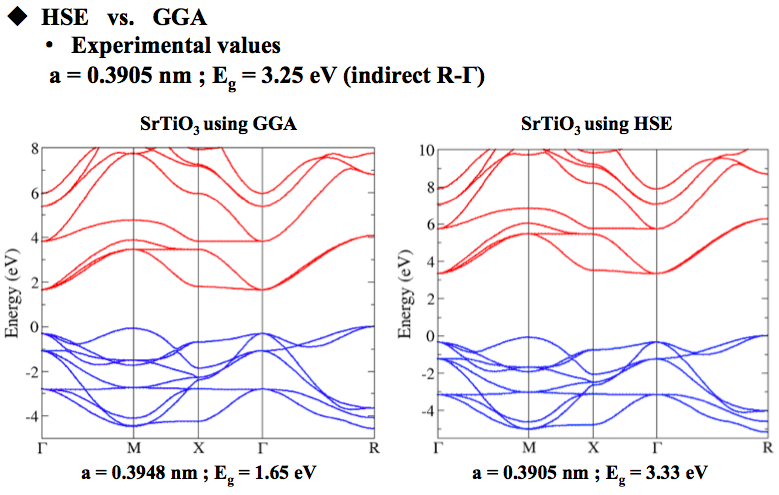 ◆ HSE vs. GGA
• Experimental values
a = 0.3905 nm ; Eg = 3.25 eV (indirect R-Γ)
SrTiO3 using GGA
SrTiO3 using HSE
8
6
4
2
0
-2
-4
Energy (eV)
Γ M X Γ R
10
8
6
4
2
0
-2
-4
Energy (eV)
Γ M X Γ R
a = 0.3948 nm ; Eg = 1.65 eV
a = 0.3905 nm ; Eg = 3.33 eV